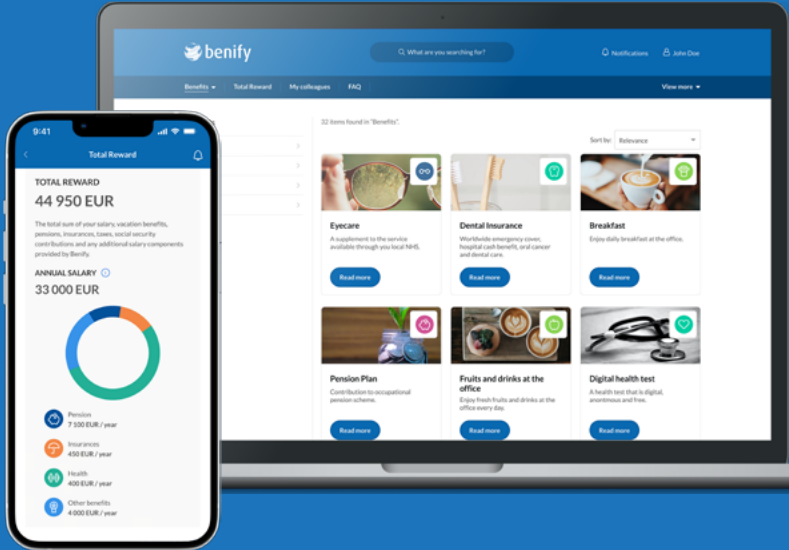 benify
What are you searching for?
Notifications
John Doe
Benefits
Total Reward
My colleagues
FAQ
View more
32 items found in "Benefits".
Sort by: Relevance
Eyecare
A supplement to the service
available through you local NHS.
Read more
Dental Insurance
Worldwide emergency cover,
hospital cash benefit, oral cancer
and dental care.
Read more
Breakfast
Enjoy daily breakfast at the office.
Read more
Pension Plan
Contribution to occupational
pension scheme.
Read more
Fruits and drinks at the
office
Enjoy fresh fruits and drinks at the
office every day.
Read more
Digital health test
A health test that is digital,
anontmous and free.
Read more
9:41
Total Reward
TOTAL REWARD
44 950 EUR
The total sum of your salary, vacation benefits,
pensions, insurances, taxes, social security
contributions and any additional salary components
provided by Benify.
ANNUAL SALARY
33 000 EUR
Pension
7 100 EUR / year
Insurances
450 EUR / year
Health
400 EUR / year
Other benefits
4 000 EUR / year